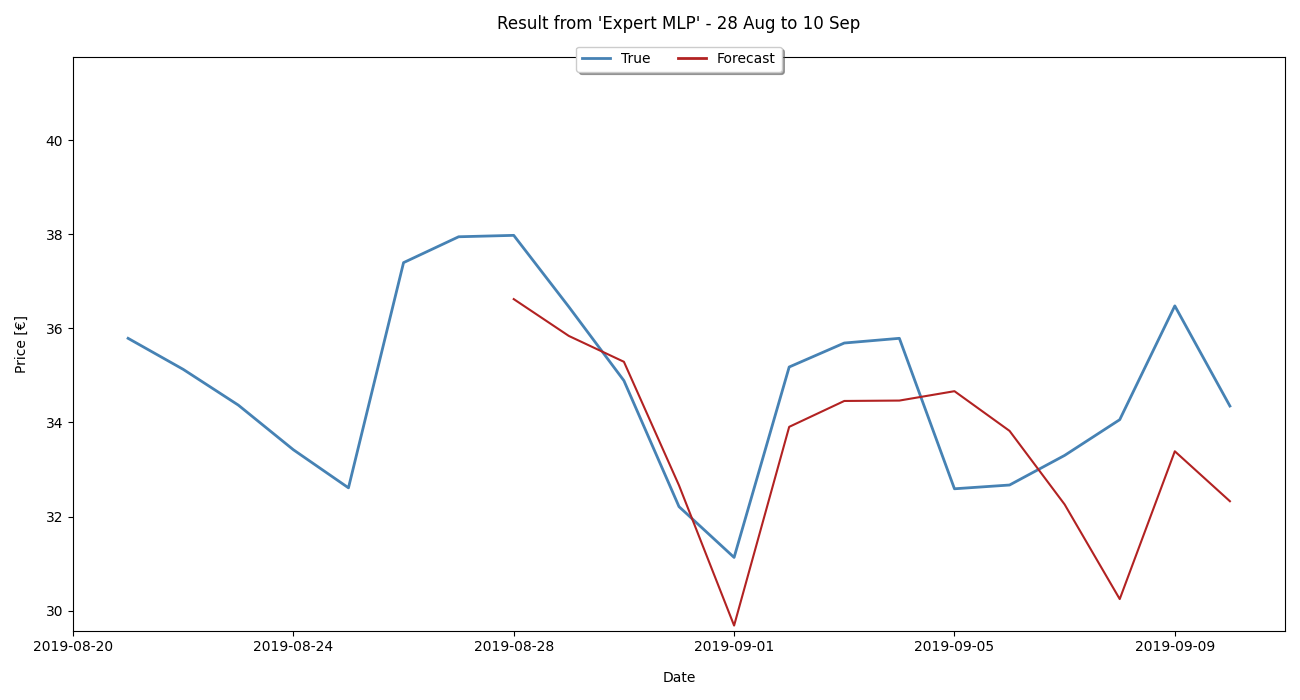 Result from 'Expert MLP' - 28 Aug to 10 Sep
True Forecast
40
38
36
34
32
30
Price [€]
2019-08-20 2019-08-24 2019-08-28 2019-09-01 2019-09-05 2019-09-09
Date